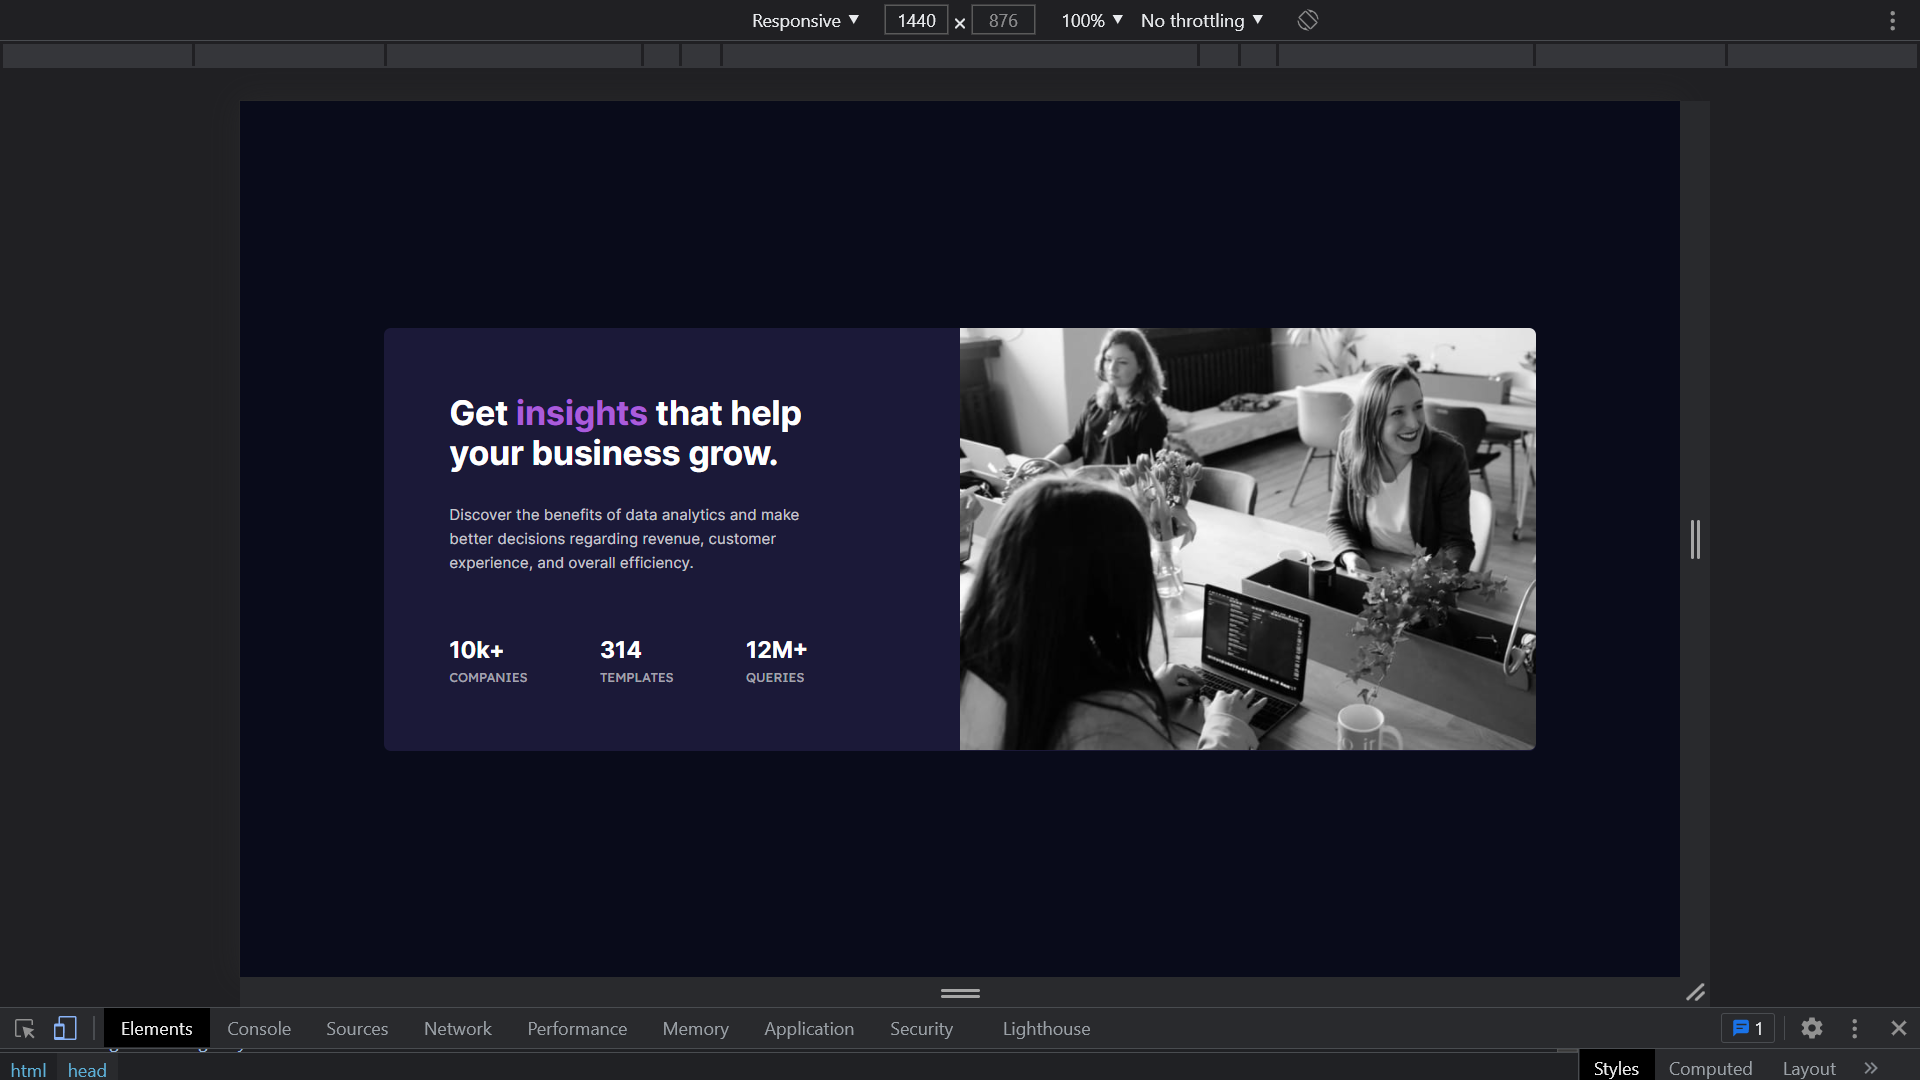 Responsive ▼ 1440 × 876 100% ▼ No throttling ▼
Get insights that help
your business grow.
Discover the benefits of data analytics and make
better decisions regarding revenue, customer
experience, and overall efficiency.
10k+ 314 12M+
COMPANIES TEMPLATES QUERIES
Elements Console Sources Network Performance Memory Application Security Lighthouse 1
html head Styles Computed Layout »